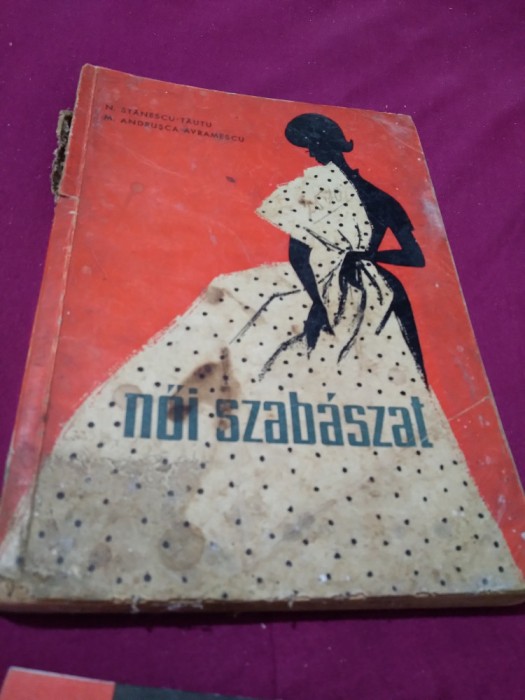 N. STĂNESCU-TĂUTU
M. ANDRUȘCA-AVRAMESCU
női szabászat